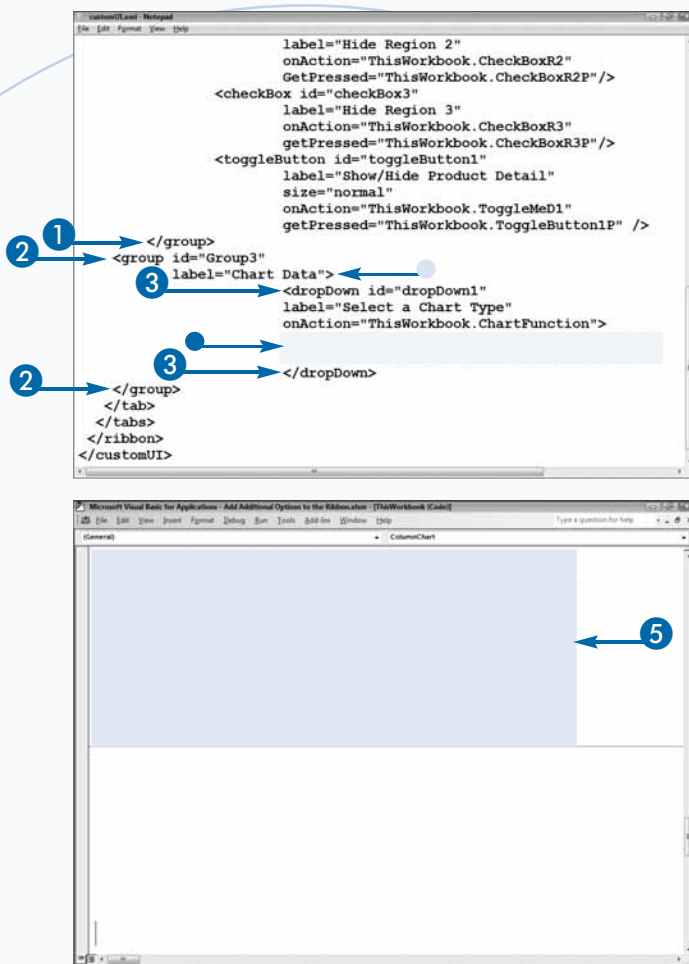 customUI.xml - Notepad
File Edit Format View Help
label="Hide Region 2"
onAction="ThisWorkbook.CheckBoxR2"
GetPressed="ThisWorkbook.CheckBoxR2P"/>
<checkBox id="checkBox3"
label="Hide Region 3"
onAction="ThisWorkbook.CheckBoxR3"
getPressed="ThisWorkbook.CheckBoxR3P"/>
<toggleButton id="toggleButton1"
label="Show/Hide Product Detail"
size="normal"
onAction="ThisWorkbook.ToggleMeD1"
getPressed="ThisWorkbook.ToggleButton1P" />
1 </group>
2 <group id="Group3"
label="Chart Data">
3 <dropDown id="dropDown1"
label="Select a Chart Type"
onAction="ThisWorkbook.ChartFunction">
3 </dropDown>
2 </group>
</tab>
</tabs>
</ribbon>
</customUI>
Microsoft Visual Basic for Applications - Add Additional Options to the Ribbon.xlsm - [ThisWorkbook (Code)]
File Edit View Insert Format Debug Run Tools Add-Ins Window Help Type a question for help
(General) ColumnChart
5